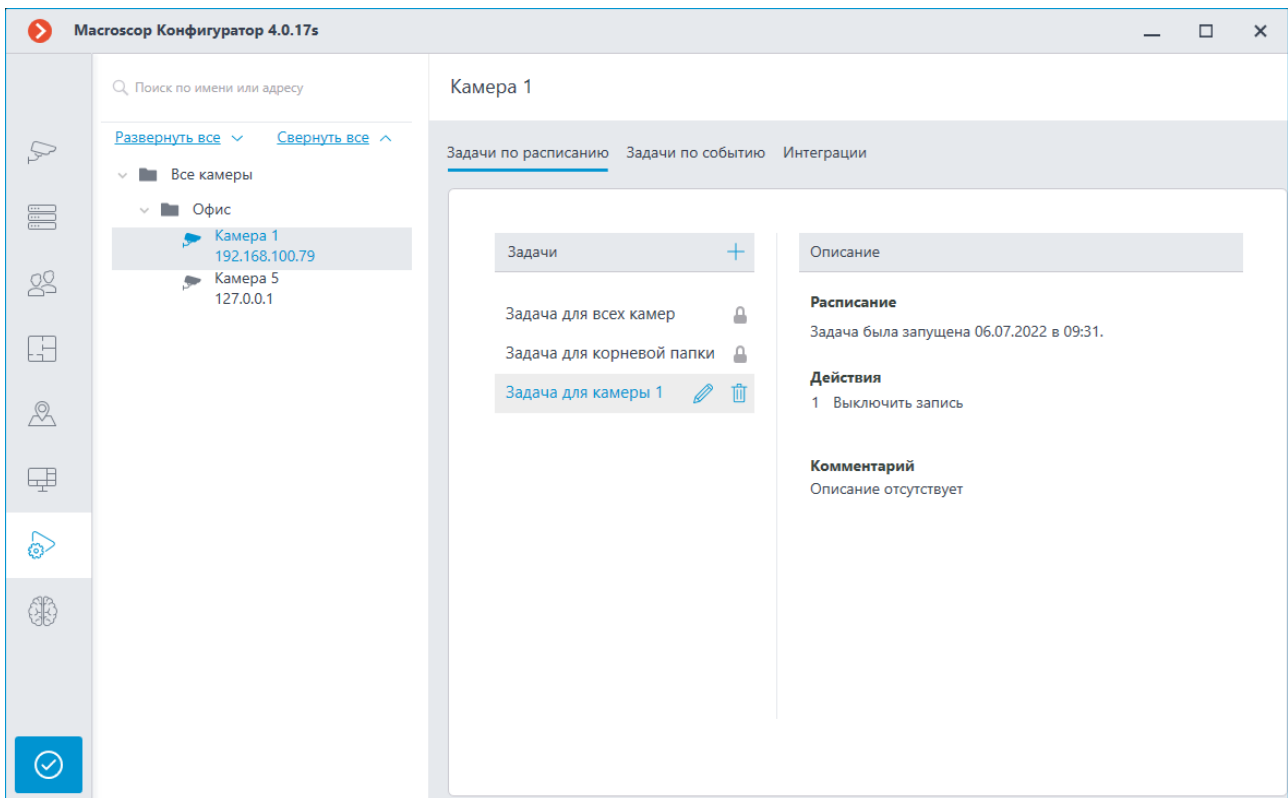 Macroscop Конфигуратор 4.0.17s
Поиск по имени или адресу
Развернуть все Свернуть все
Все камеры
Офис
Камера 1
192.168.100.79
Камера 5
127.0.0.1
Камера 1
Задачи по расписанию Задачи по событию Интеграции
Задачи
Задача для всех камер
Задача для корневой папки
Задача для камеры 1
Описание
Расписание
Задача была запущена 06.07.2022 в 09:31.
Действия
1 Выключить запись
Комментарий
Описание отсутствует